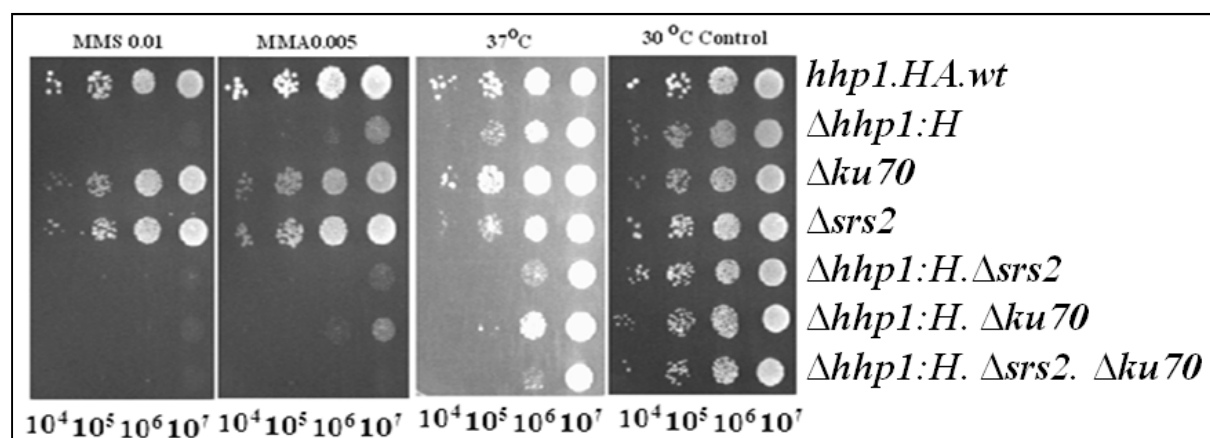 MMS 0.01 MMA0.005 37°C 30 °C Control
hhp1.HA.wt
Δhhp1:H
Δku70
Δsrs2
Δhhp1:H.Δsrs2
Δhhp1:H. Δku70
Δhhp1:H. Δsrs2. Δku70
10⁴ 10⁵ 10⁶ 10⁷ 10⁴ 10⁵ 10⁶ 10⁷ 10⁴ 10⁵ 10⁶ 10⁷ 10⁴ 10⁵ 10⁶ 10⁷